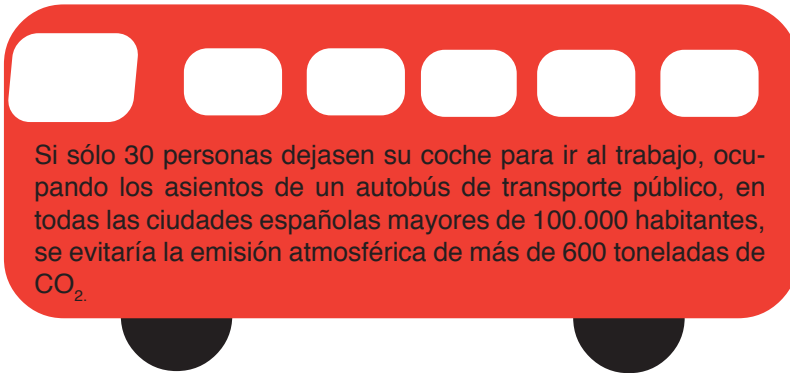 Si sólo 30 personas dejasen su coche para ir al trabajo, ocu-
pando los asientos de un autobús de transporte público, en
todas las ciudades españolas mayores de 100.000 habitantes,
se evitaría la emisión atmosférica de más de 600 toneladas de
CO₂.